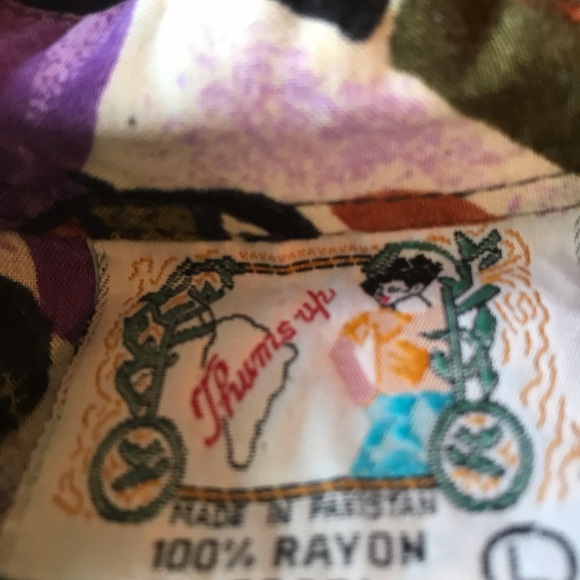 Thums up
MADE IN PAKISTAN
100% RAYON
L